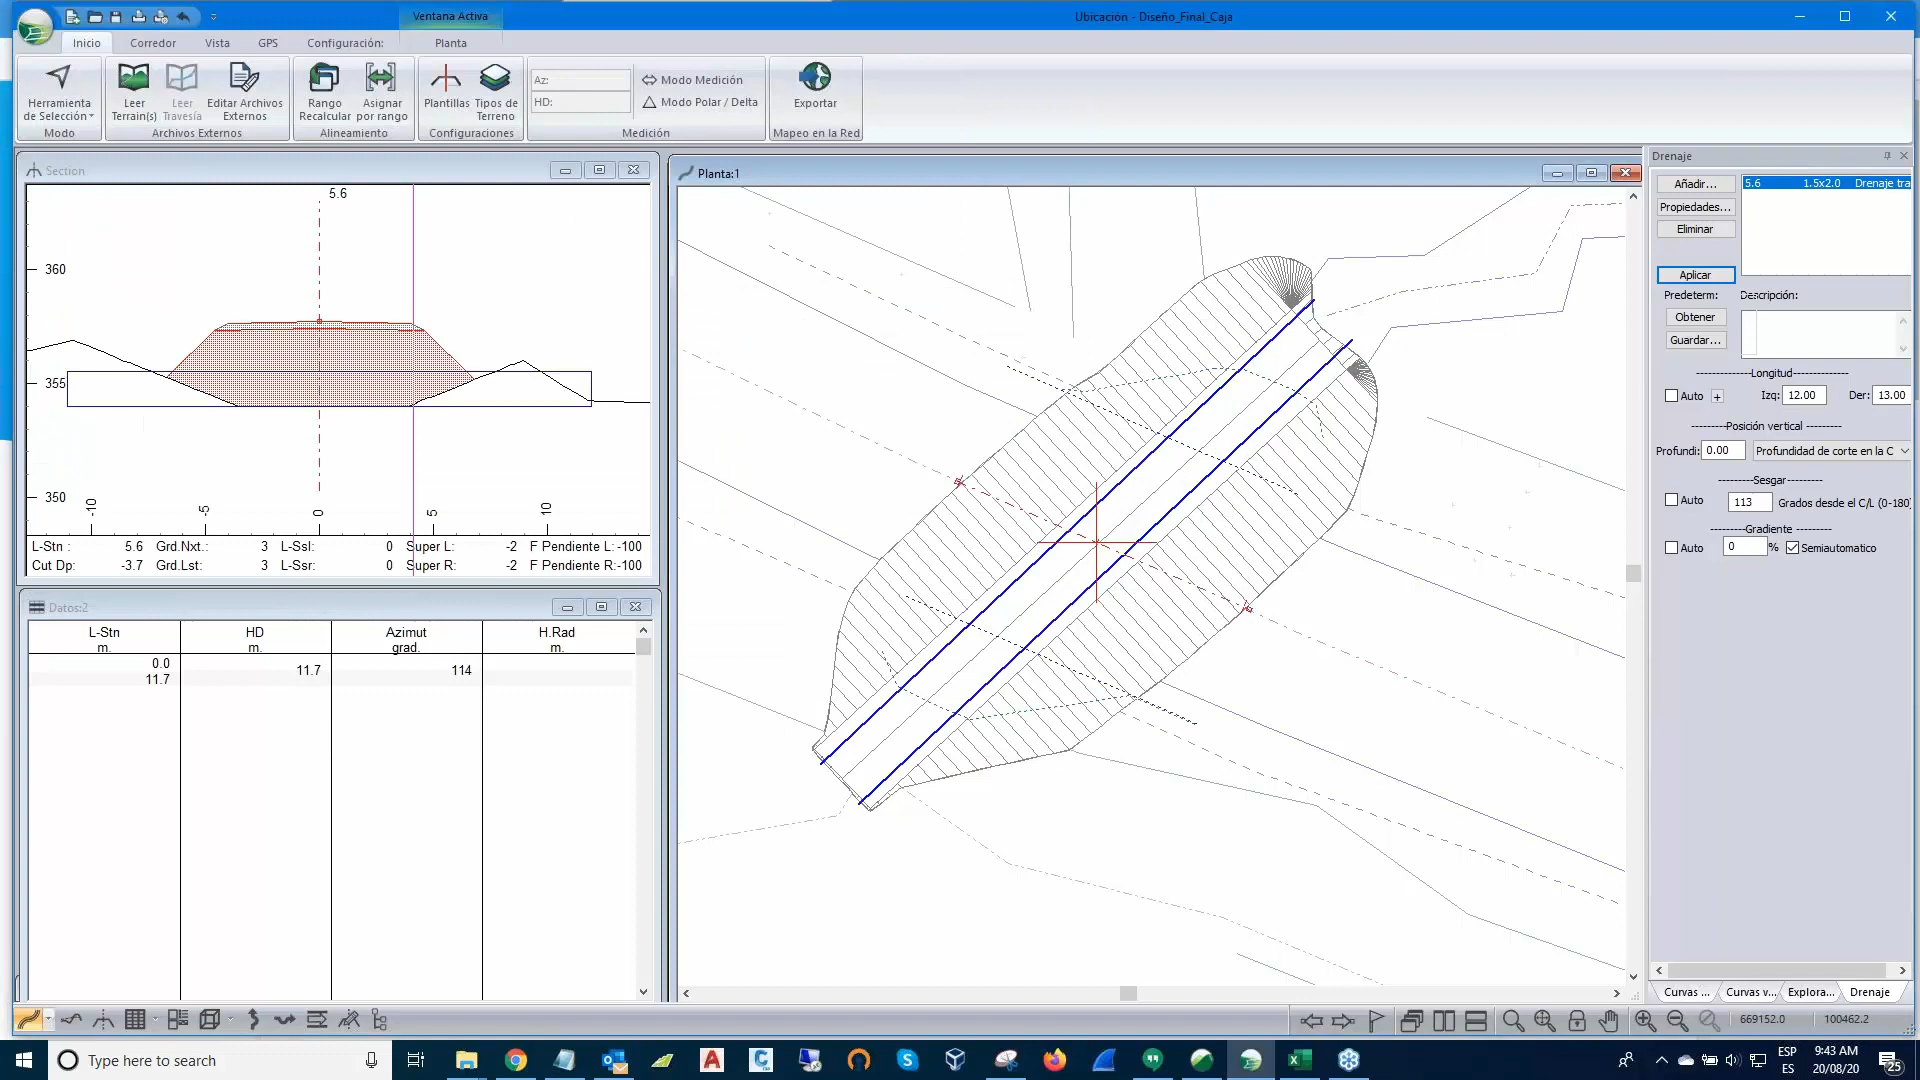 Ventana Activa
Ubicación - Diseño_Final_Caja
Inicio
Corredor
Vista
GPS
Configuración:
Planta
Herramienta de Selección
Modo
Leer Terrain(s)
Leer Travesía
Editar Archivos Externos
Archivos Externos
Rango Recalcular
Asignar por rango
Alineamiento
Plantillas
Tipos de Terreno
Configuraciones
Az:
HD:
Modo Medición
Modo Polar / Delta
Medición
Exportar
Mapeo en la Red
Section
5.6
360
355
350
-10
-5
0
5
10
L-Stn : 5.6 Grd.Nxt.: 3 L-Ssl: 0 Super L: -2 F Pendiente L:-100
Cut Dp: -3.7 Grd.Lst: 3 L-Ssr: 0 Super R: -2 F Pendiente R:-100
Datos:2
L-Stn HD Azimut H.Rad
m. m. grad. m.
0.0
11.7 114
11.7
Planta:1
Drenaje
Añadir...
Propiedades...
Eliminar
5.6 1.5x2.0 Drenaje tra
Aplicar
Predeterm:
Descripción:
Obtener
Guardar...
Longitud
Auto + Izq: 12.00 Der: 13.00
Posición vertical
Profundi: 0.00 Profundidad de corte en la C
Sesgar
Auto 113 Grados desde el C/L (0-180)
Gradiente
Auto 0 % Semiautomatico
Curvas ...
Curvas v...
Explora...
Drenaje
669152.0
100462.2
Type here to search
ESP
ES
9:43 AM
20/08/20
25